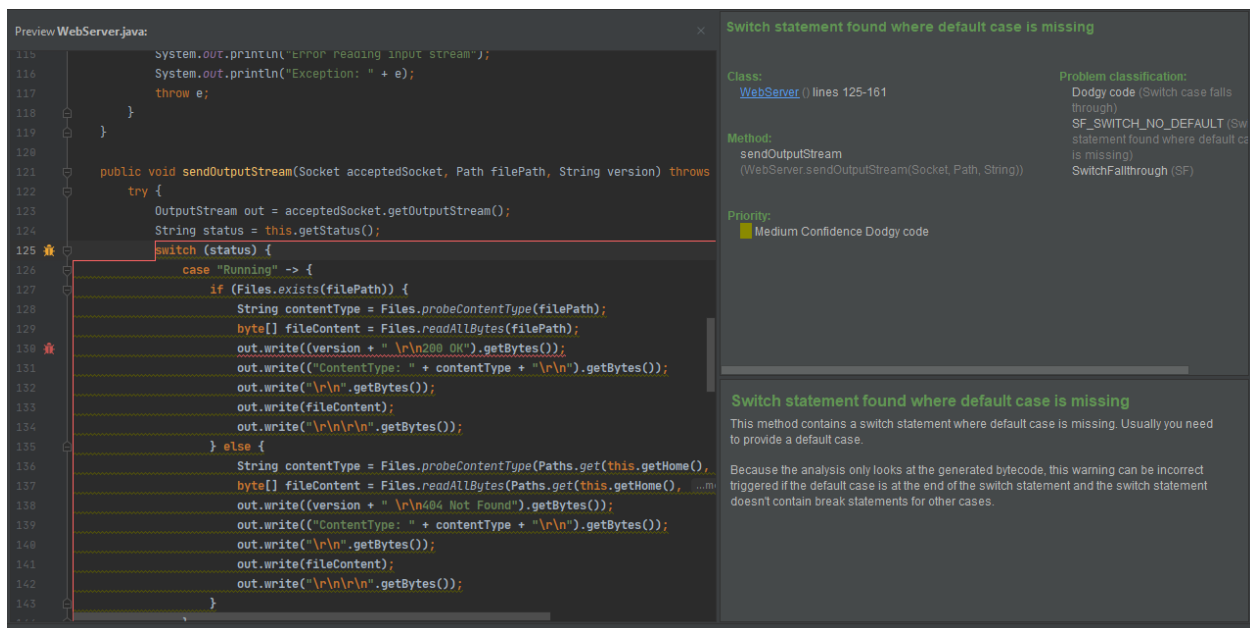 Preview WebServer.java:
115 System.out.println("Error reading input stream");
116 System.out.println("Exception: " + e);
117 throw e;
118 }
119 }
120
121 public void sendOutputStream(Socket acceptedSocket, Path filePath, String version) throws
122 try {
123 OutputStream out = acceptedSocket.getOutputStream();
124 String status = this.getStatus();
125 switch (status) {
126 case "Running" -> {
127 if (Files.exists(filePath)) {
128 String contentType = Files.probeContentType(filePath);
129 byte[] fileContent = Files.readAllBytes(filePath);
130 out.write((version + " \r\n200 OK").getBytes());
131 out.write(("ContentType: " + contentType + "\r\n").getBytes());
132 out.write("\r\n".getBytes());
133 out.write(fileContent);
134 out.write("\r\n\r\n".getBytes());
135 } else {
136 String contentType = Files.probeContentType(Paths.get(this.getHome(),
137 byte[] fileContent = Files.readAllBytes(Paths.get(this.getHome(), ...m
138 out.write((version + " \r\n404 Not Found").getBytes());
139 out.write(("ContentType: " + contentType + "\r\n").getBytes());
140 out.write("\r\n".getBytes());
141 out.write(fileContent);
142 out.write("\r\n\r\n".getBytes());
143 }
Switch statement found where default case is missing
Class:
WebServer () lines 125-161
Method:
sendOutputStream
(WebServer.sendOutputStream(Socket, Path, String))
Priority:
Medium Confidence Dodgy code
Problem classification:
Dodgy code (Switch case falls
through)
SF_SWITCH_NO_DEFAULT (Sw
statement found where default ca
is missing)
SwitchFallthrough (SF)
Switch statement found where default case is missing
This method contains a switch statement where default case is missing. Usually you need
to provide a default case.
Because the analysis only looks at the generated bytecode, this warning can be incorrect
triggered if the default case is at the end of the switch statement and the switch statement
doesn't contain break statements for other cases.